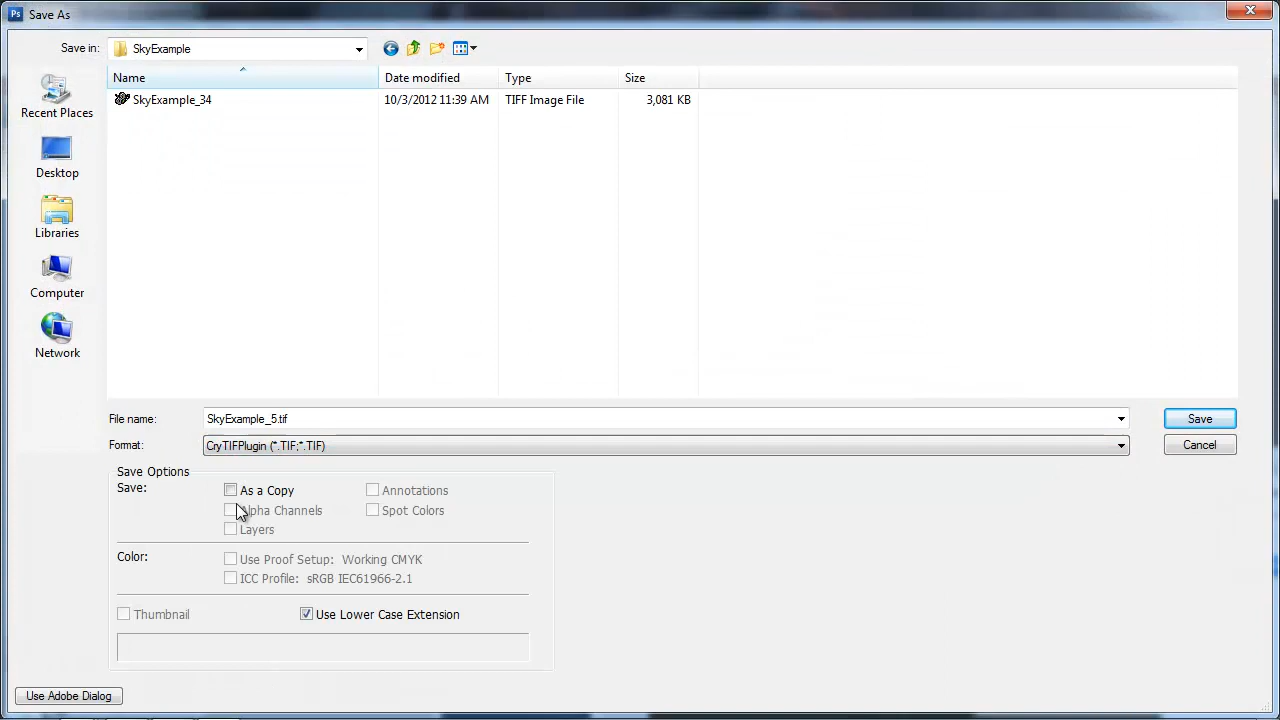 Ps Save As
Save in: SkyExample
Name Date modified Type Size
SkyExample_34 10/3/2012 11:39 AM TIFF Image File 3,081 KB
Recent Places
Desktop
Libraries
Computer
Network
File name: SkyExample_5.tif Save
Format: CryTIFPlugin (*.TIF;*.TIF) Cancel
Save Options
Save: As a Copy Annotations
Alpha Channels Spot Colors
Layers
Color: Use Proof Setup: Working CMYK
ICC Profile: sRGB IEC61966-2.1
Thumbnail Use Lower Case Extension
Use Adobe Dialog